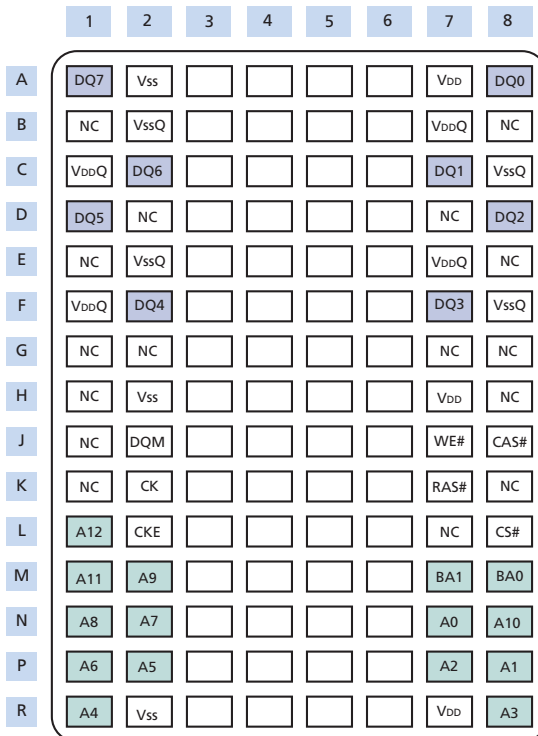 1 2 3 4 5 6 7 8
A DQ7 Vss VDD DQ0
B NC VssQ VDDQ NC
C VDDQ DQ6 DQ1 VssQ
D DQ5 NC NC DQ2
E NC VssQ VDDQ NC
F VDDQ DQ4 DQ3 VssQ
G NC NC NC NC
H NC Vss VDD NC
J NC DQM WE# CAS#
K NC CK RAS# NC
L A12 CKE NC CS#
M A11 A9 BA1 BA0
N A8 A7 A0 A10
P A6 A5 A2 A1
R A4 Vss VDD A3